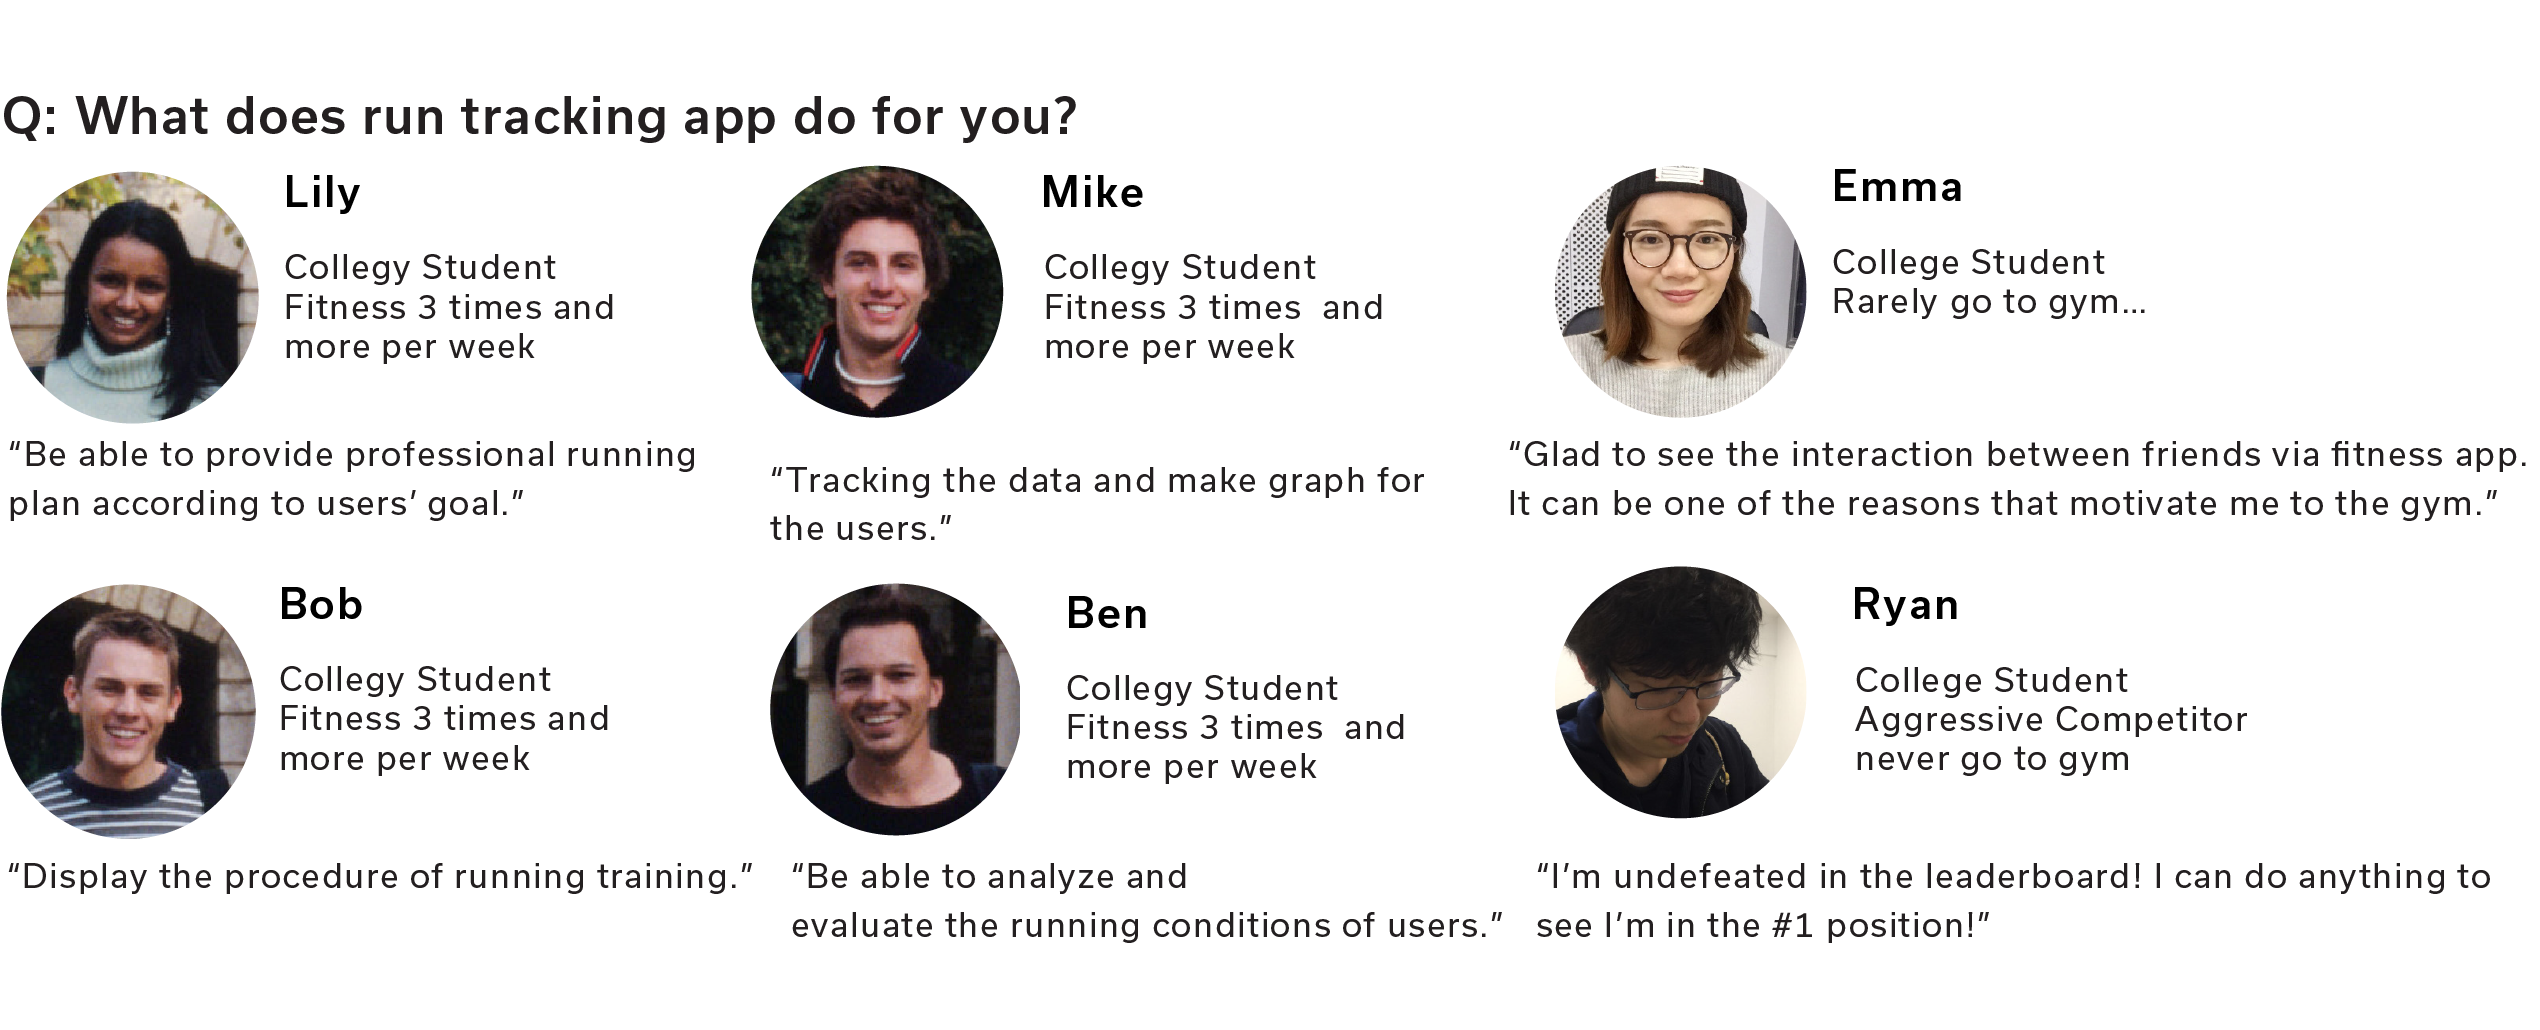 Q: What does run tracking app do for you?
Lily
Collegy Student
Fitness 3 times and
more per week
“Be able to provide professional running
plan according to users’ goal.”
Mike
Collegy Student
Fitness 3 times  and
more per week
“Tracking the data and make graph for
the users.”
Emma
College Student
Rarely go to gym...
“Glad to see the interaction between friends via fitness app.
It can be one of the reasons that motivate me to the gym.”
Bob
Collegy Student
Fitness 3 times and
more per week
“Display the procedure of running training.”
Ben
Collegy Student
Fitness 3 times  and
more per week
“Be able to analyze and
evaluate the running conditions of users.”
Ryan
College Student
Aggressive Competitor
never go to gym
“I’m undefeated in the leaderboard! I can do anything to
see I’m in the #1 position!”